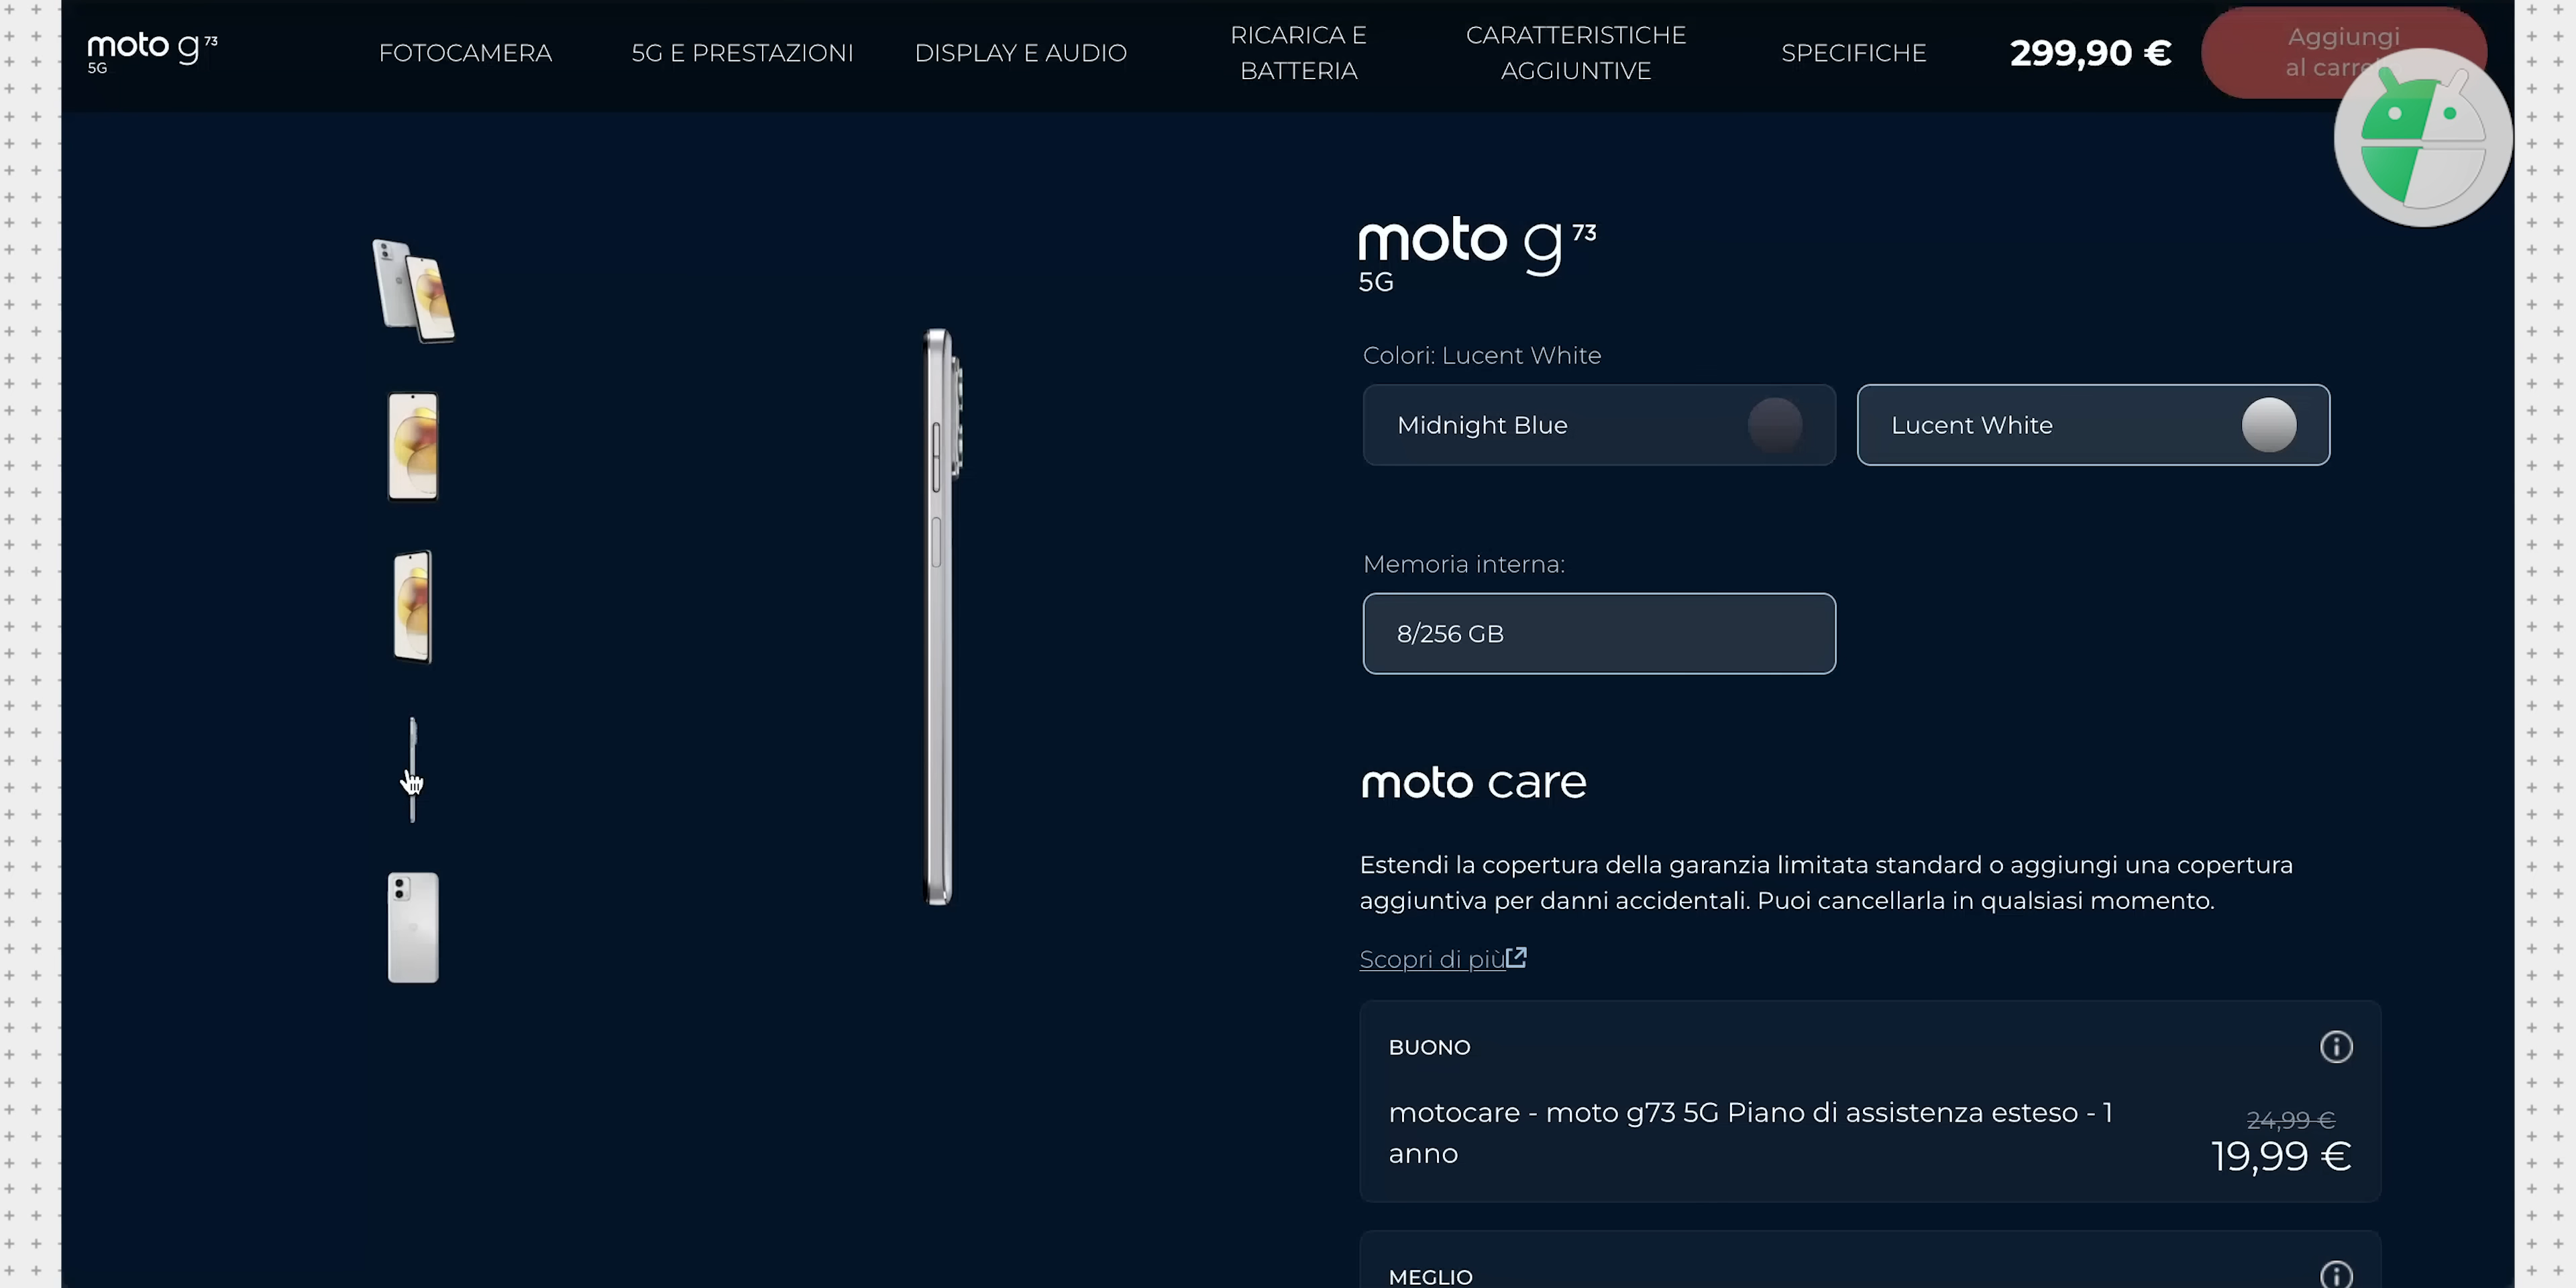 moto g 73
5G
FOTOCAMERA
5G E PRESTAZIONI
DISPLAY E AUDIO
RICARICA E
BATTERIA
CARATTERISTICHE
AGGIUNTIVE
SPECIFICHE
299,90 €
Aggiungi
al
moto g 73
5G
Colori: Lucent White
Midnight Blue
Lucent White
Memoria interna:
8/256 GB
moto care
Estendi la copertura della garanzia limitata standard o aggiungi una copertura
aggiuntiva per danni accidentali. Puoi cancellarla in qualsiasi momento.
Scopri di più
BUONO
motocare - moto g73 5G Piano di assistenza esteso - 1
anno
24,99 €
19,99 €
MEGLIO